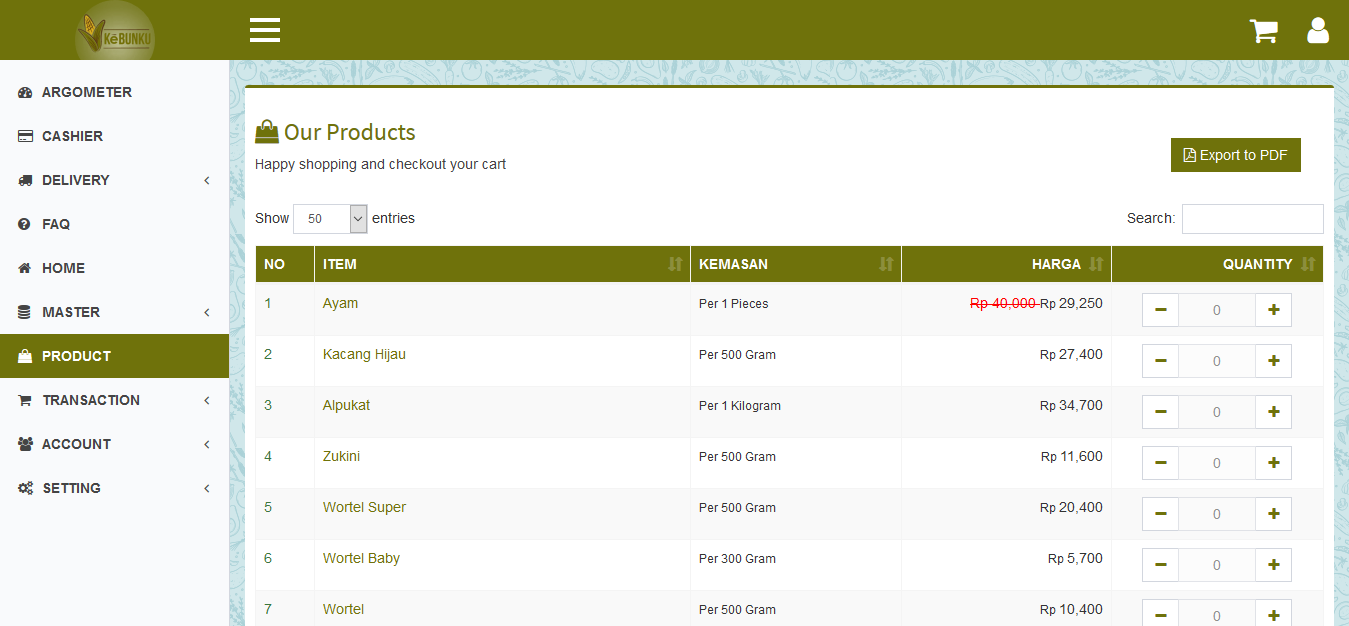 KēBUNKU
ARGOMETER
CASHIER
DELIVERY
FAQ
HOME
MASTER
PRODUCT
TRANSACTION
ACCOUNT
SETTING
Our Products
Happy shopping and checkout your cart
Export to PDF
Show 50 entries
Search:
NO ITEM KEMASAN HARGA QUANTITY
1 Ayam Per 1 Pieces Rp 40,000 Rp 29,250 0
2 Kacang Hijau Per 500 Gram Rp 27,400 0
3 Alpukat Per 1 Kilogram Rp 34,700 0
4 Zukini Per 500 Gram Rp 11,600 0
5 Wortel Super Per 500 Gram Rp 20,400 0
6 Wortel Baby Per 300 Gram Rp 5,700 0
7 Wortel Per 500 Gram Rp 10,400 0